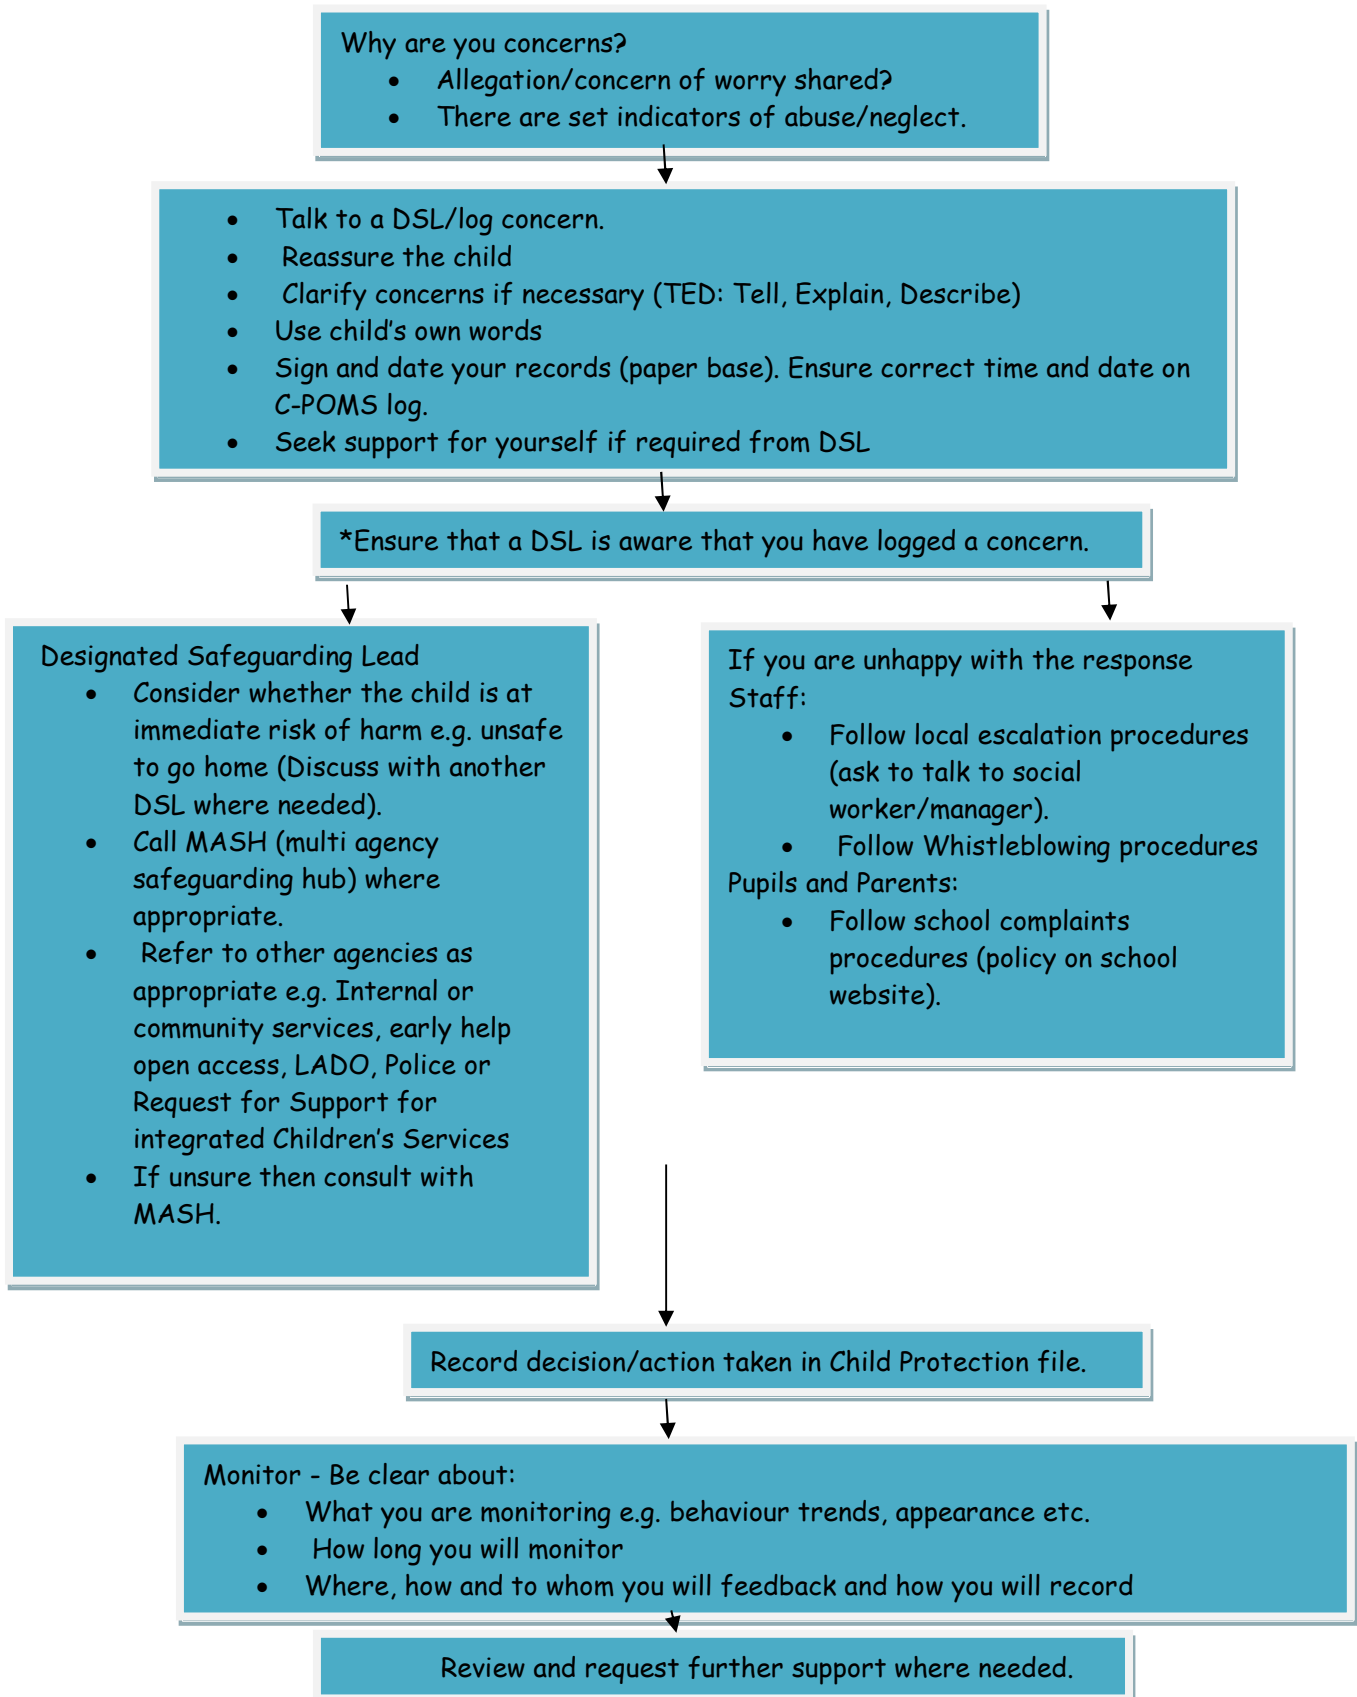 Why are you concerns?
• Allegation/concern of worry shared?
• There are set indicators of abuse/neglect.
• Talk to a DSL/log concern.
• Reassure the child
• Clarify concerns if necessary (TED: Tell, Explain, Describe)
• Use child's own words
• Sign and date your records (paper base). Ensure correct time and date on
C-POMS log.
• Seek support for yourself if required from DSL
*Ensure that a DSL is aware that you have logged a concern.
Designated Safeguarding Lead
• Consider whether the child is at
immediate risk of harm e.g. unsafe
to go home (Discuss with another
DSL where needed).
• Call MASH (multi agency
safeguarding hub) where
appropriate.
• Refer to other agencies as
appropriate e.g. Internal or
community services, early help
open access, LADO, Police or
Request for Support for
integrated Children's Services
• If unsure then consult with
MASH.
If you are unhappy with the response
Staff:
• Follow local escalation procedures
(ask to talk to social
worker/manager).
• Follow Whistleblowing procedures
Pupils and Parents:
• Follow school complaints
procedures (policy on school
website).
Record decision/action taken in Child Protection file.
Monitor - Be clear about:
• What you are monitoring e.g. behaviour trends, appearance etc.
• How long you will monitor
• Where, how and to whom you will feedback and how you will record
Review and request further support where needed.